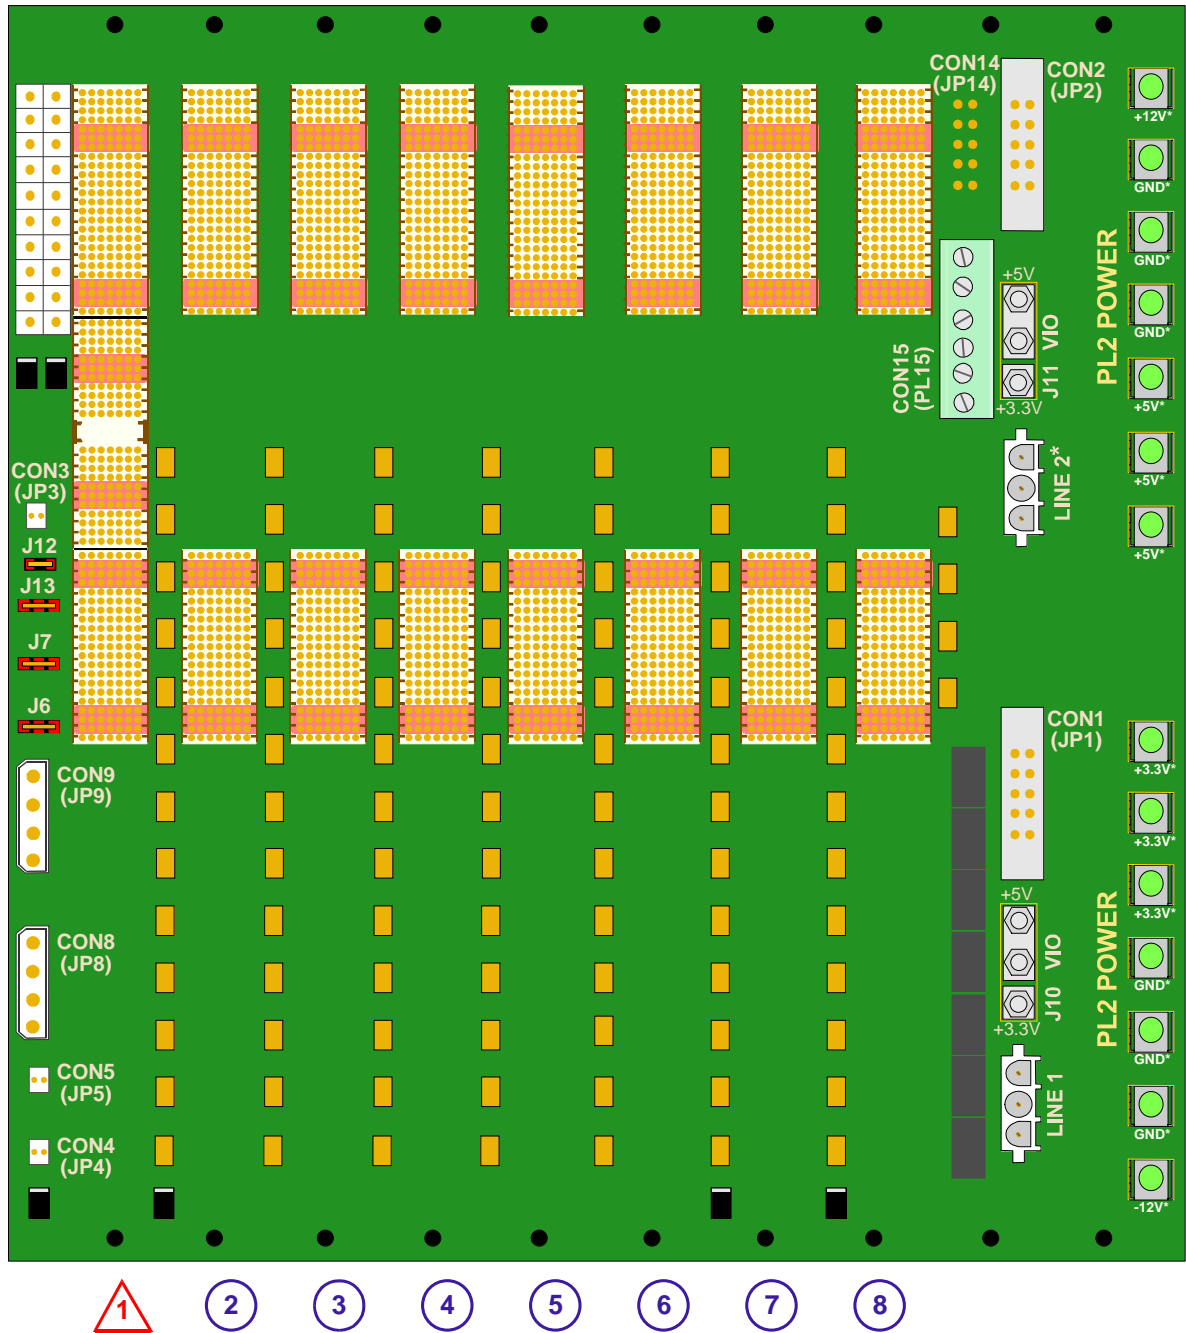 CON14
(JP14)
CON2
(JP2)
+12V*
GND*
GND*
GND*
+5V*
+5V*
+5V*
PL2 POWER
+5V
VIO
J11
+3.3V
CON15
(PL15)
LINE 2*
CON3
(JP3)
J12
J13
J7
J6
CON9
(JP9)
CON8
(JP8)
CON5
(JP5)
CON4
(JP4)
CON1
(JP1)
+5V
VIO
J10
+3.3V
LINE 1
PL2 POWER
+3.3V*
+3.3V*
+3.3V*
GND*
GND*
GND*
-12V*
1
2
3
4
5
6
7
8